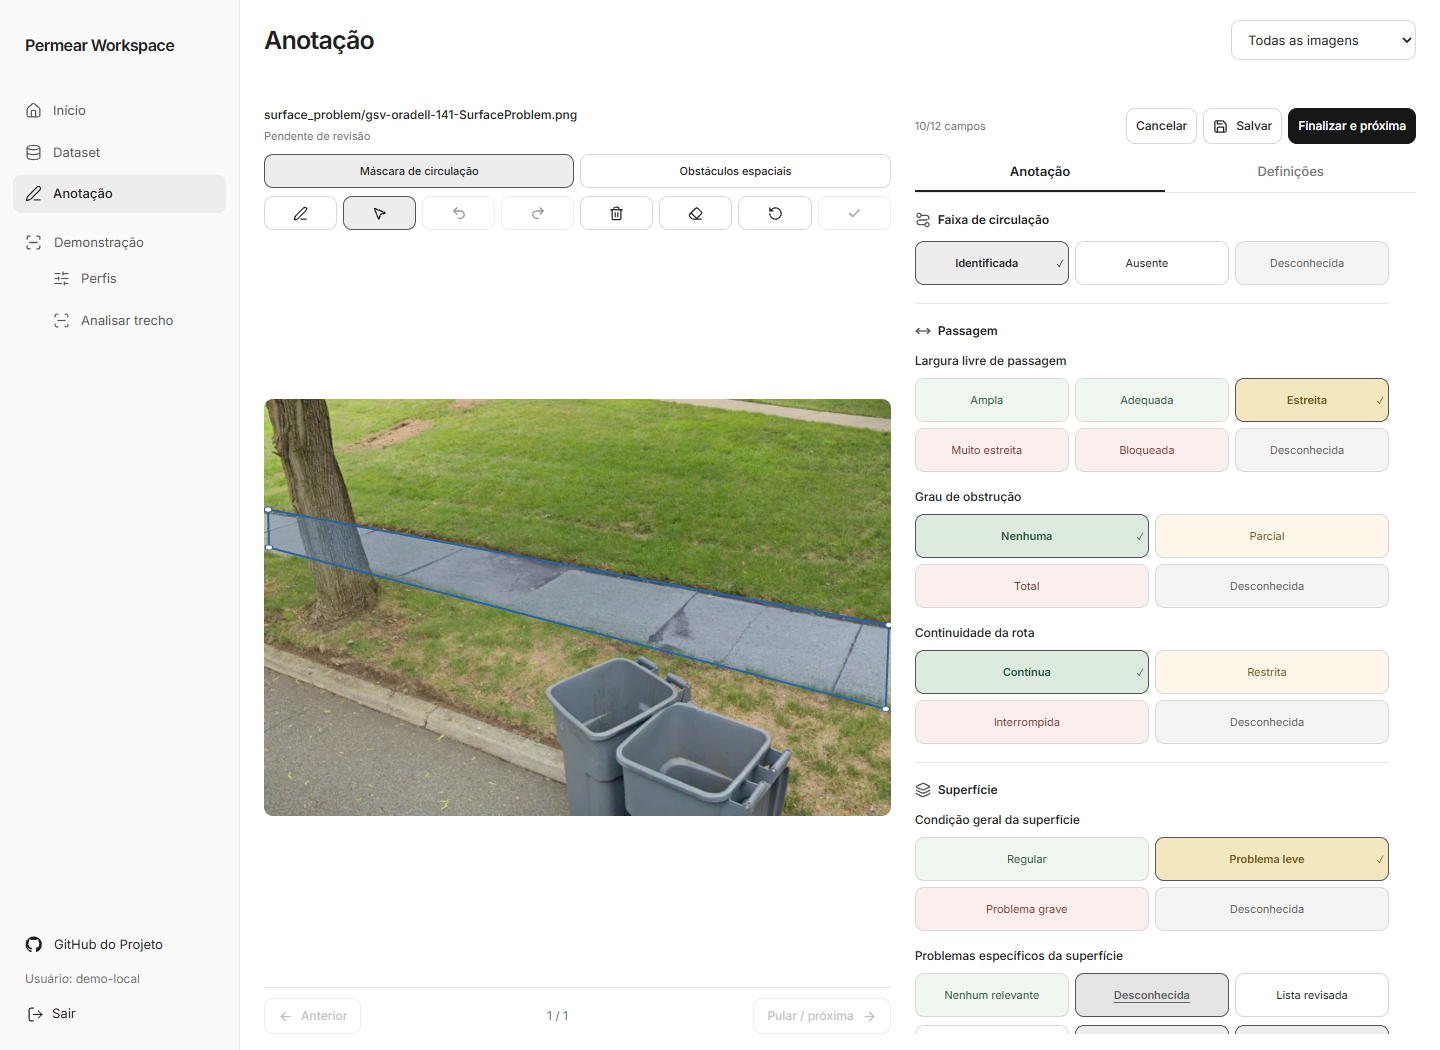 Permear Workspace
Início
Dataset
Anotação
Demonstração
Perfis
Analisar trecho
GitHub do Projeto
Usuário: demo-local
Sair
Anotação
Todas as imagens
surface_problem/gsv-oradell-141-SurfaceProblem.png
Pendente de revisão
Máscara de circulação
Obstáculos espaciais
Anterior
1 / 1
Pular / próxima
10/12 campos
Cancelar
Salvar
Finalizar e próxima
Anotação
Definições
Faixa de circulação
Identificada ✓
Ausente
Desconhecida
Passagem
Largura livre de passagem
Ampla
Adequada
Estreita ✓
Muito estreita
Bloqueada
Desconhecida
Grau de obstrução
Nenhuma ✓
Parcial
Total
Desconhecida
Continuidade da rota
Contínua ✓
Restrita
Interrompida
Desconhecida
Superfície
Condição geral da superfície
Regular
Problema leve ✓
Problema grave
Desconhecida
Problemas específicos da superfície
Nenhum relevante
Desconhecida
Lista revisada